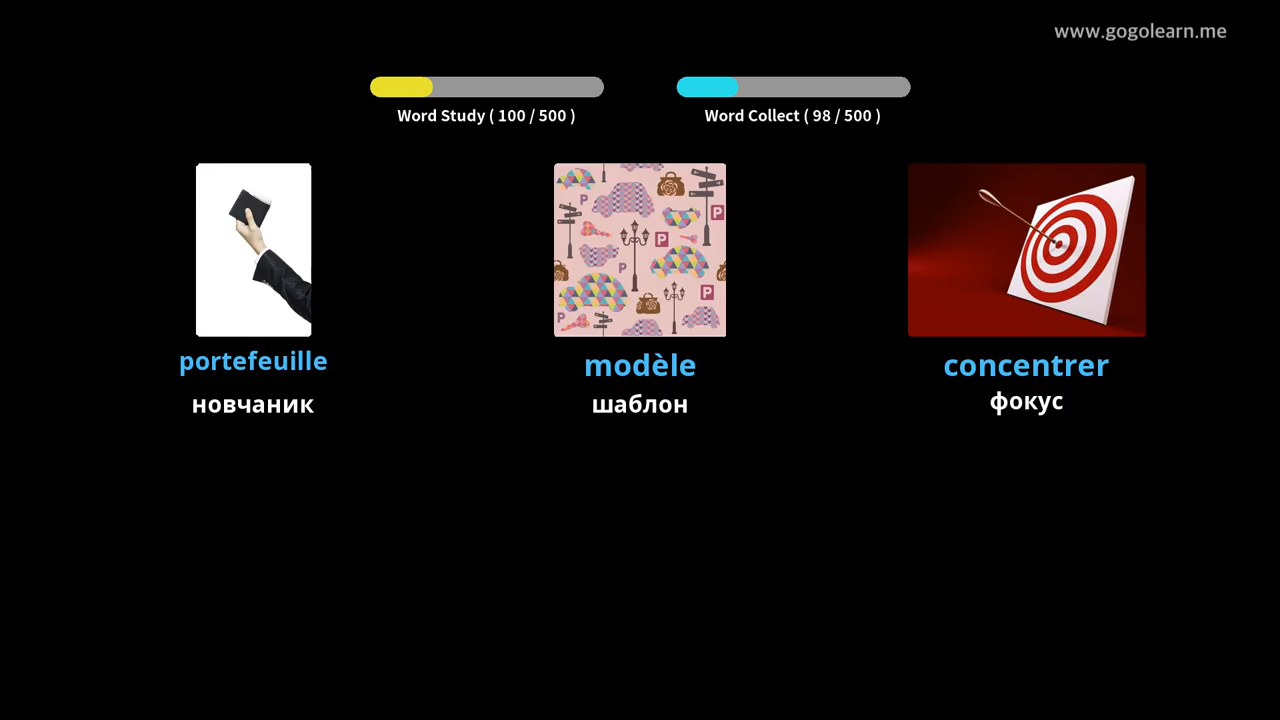 www.gogolearn.me
Word Study ( 100 / 500 )
Word Collect ( 98 / 500 )
portefeuille
новчаник
modèle
шаблон
concentrer
фокус